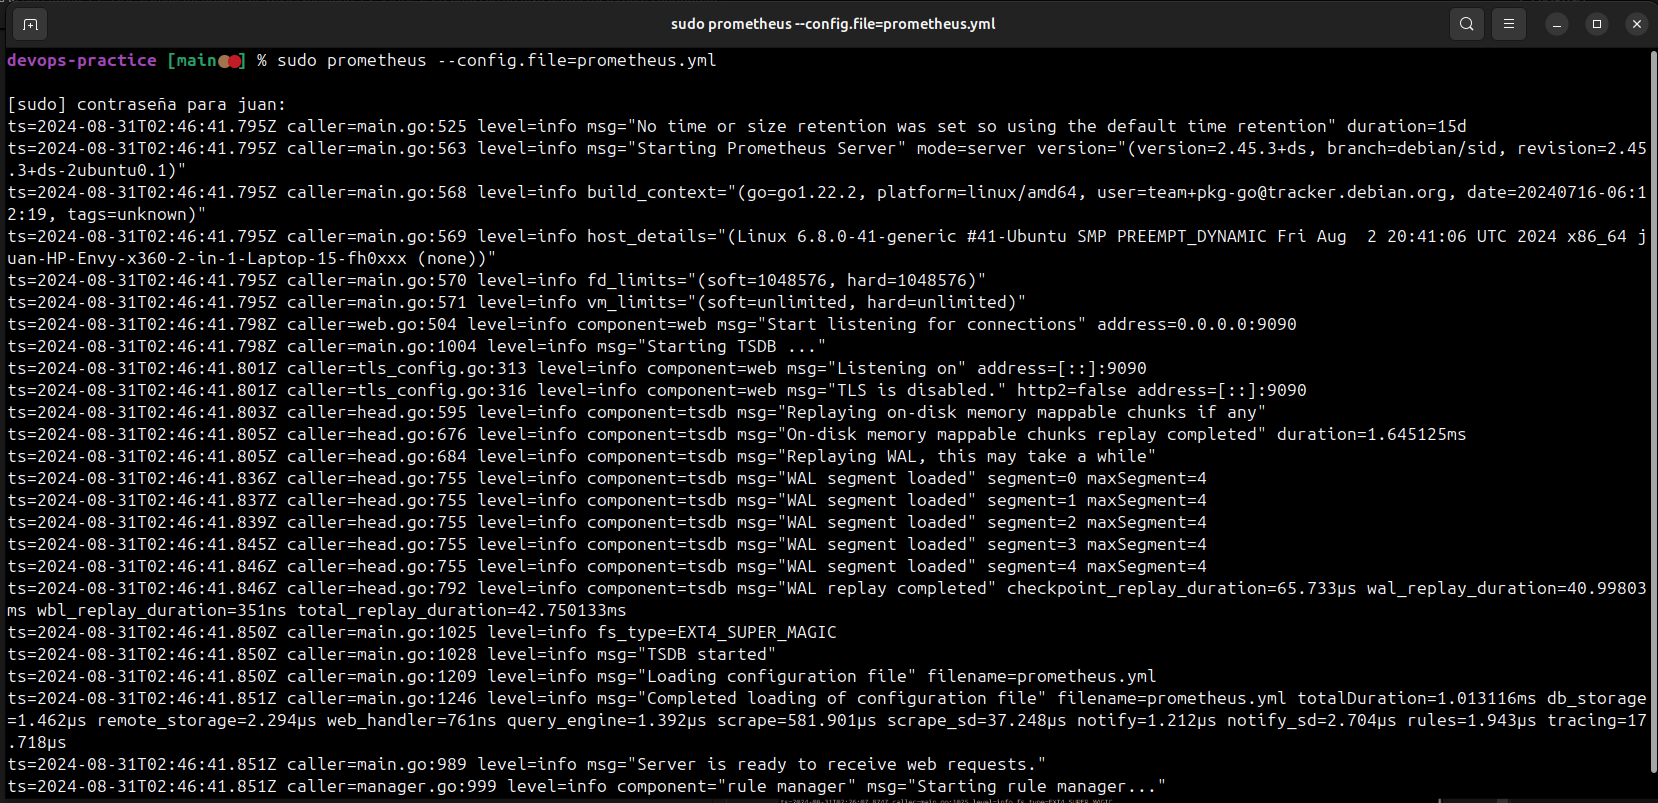 sudo prometheus --config.file=prometheus.yml
devops-practice [main] % sudo prometheus --config.file=prometheus.yml
[sudo] contraseña para juan:
ts=2024-08-31T02:46:41.795Z caller=main.go:525 level=info msg="No time or size retention was set so using the default time retention" duration=15d
ts=2024-08-31T02:46:41.795Z caller=main.go:563 level=info msg="Starting Prometheus Server" mode=server version="(version=2.45.3+ds, branch=debian/sid, revision=2.45
.3+ds-2ubuntu0.1)"
ts=2024-08-31T02:46:41.795Z caller=main.go:568 level=info build_context="(go=go1.22.2, platform=linux/amd64, user=team+pkg-go@tracker.debian.org, date=20240716-06:1
2:19, tags=unknown)"
ts=2024-08-31T02:46:41.795Z caller=main.go:569 level=info host_details="(Linux 6.8.0-41-generic #41-Ubuntu SMP PREEMPT_DYNAMIC Fri Aug  2 20:41:06 UTC 2024 x86_64 j
uan-HP-Envy-x360-2-in-1-Laptop-15-fh0xxx (none))"
ts=2024-08-31T02:46:41.795Z caller=main.go:570 level=info fd_limits="(soft=1048576, hard=1048576)"
ts=2024-08-31T02:46:41.795Z caller=main.go:571 level=info vm_limits="(soft=unlimited, hard=unlimited)"
ts=2024-08-31T02:46:41.798Z caller=web.go:504 level=info component=web msg="Start listening for connections" address=0.0.0.0:9090
ts=2024-08-31T02:46:41.798Z caller=main.go:1004 level=info msg="Starting TSDB ..."
ts=2024-08-31T02:46:41.801Z caller=tls_config.go:313 level=info component=web msg="Listening on" address=[::]:9090
ts=2024-08-31T02:46:41.801Z caller=tls_config.go:316 level=info component=web msg="TLS is disabled." http2=false address=[::]:9090
ts=2024-08-31T02:46:41.803Z caller=head.go:595 level=info component=tsdb msg="Replaying on-disk memory mappable chunks if any"
ts=2024-08-31T02:46:41.805Z caller=head.go:676 level=info component=tsdb msg="On-disk memory mappable chunks replay completed" duration=1.645125ms
ts=2024-08-31T02:46:41.805Z caller=head.go:684 level=info component=tsdb msg="Replaying WAL, this may take a while"
ts=2024-08-31T02:46:41.836Z caller=head.go:755 level=info component=tsdb msg="WAL segment loaded" segment=0 maxSegment=4
ts=2024-08-31T02:46:41.837Z caller=head.go:755 level=info component=tsdb msg="WAL segment loaded" segment=1 maxSegment=4
ts=2024-08-31T02:46:41.839Z caller=head.go:755 level=info component=tsdb msg="WAL segment loaded" segment=2 maxSegment=4
ts=2024-08-31T02:46:41.845Z caller=head.go:755 level=info component=tsdb msg="WAL segment loaded" segment=3 maxSegment=4
ts=2024-08-31T02:46:41.846Z caller=head.go:755 level=info component=tsdb msg="WAL segment loaded" segment=4 maxSegment=4
ts=2024-08-31T02:46:41.846Z caller=head.go:792 level=info component=tsdb msg="WAL replay completed" checkpoint_replay_duration=65.733µs wal_replay_duration=40.99803
ms wbl_replay_duration=351ns total_replay_duration=42.750133ms
ts=2024-08-31T02:46:41.850Z caller=main.go:1025 level=info fs_type=EXT4_SUPER_MAGIC
ts=2024-08-31T02:46:41.850Z caller=main.go:1028 level=info msg="TSDB started"
ts=2024-08-31T02:46:41.850Z caller=main.go:1209 level=info msg="Loading configuration file" filename=prometheus.yml
ts=2024-08-31T02:46:41.851Z caller=main.go:1246 level=info msg="Completed loading of configuration file" filename=prometheus.yml totalDuration=1.013116ms db_storage
=1.462µs remote_storage=2.294µs web_handler=761ns query_engine=1.392µs scrape=581.901µs scrape_sd=37.248µs notify=1.212µs notify_sd=2.704µs rules=1.943µs tracing=17
.718µs
ts=2024-08-31T02:46:41.851Z caller=main.go:989 level=info msg="Server is ready to receive web requests."
ts=2024-08-31T02:46:41.851Z caller=manager.go:999 level=info component="rule manager" msg="Starting rule manager..."